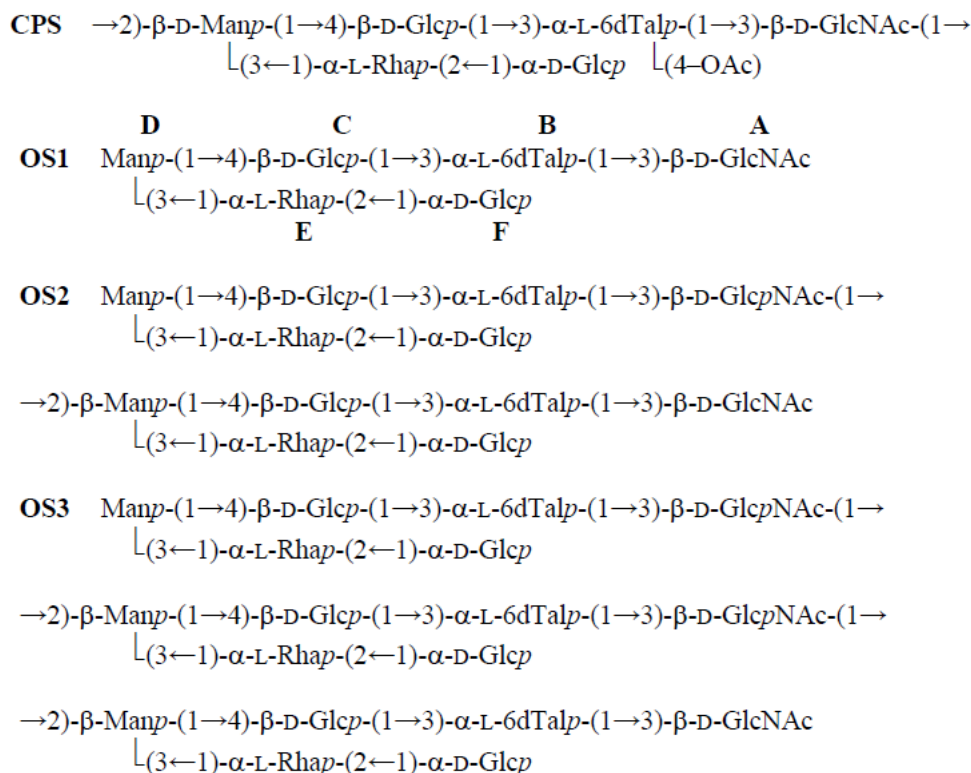 CPS →2)-β-D-Manp-(1→4)-β-D-Glcp-(1→3)-α-L-6dTalp-(1→3)-β-D-GlcNAc-(1→
└(3←1)-α-L-Rhap-(2←1)-α-D-Glcp └(4–OAc)
D C B A
OS1 Manp-(1→4)-β-D-Glcp-(1→3)-α-L-6dTalp-(1→3)-β-D-GlcNAc
└(3←1)-α-L-Rhap-(2←1)-α-D-Glcp
E F
OS2 Manp-(1→4)-β-D-Glcp-(1→3)-α-L-6dTalp-(1→3)-β-D-GlcpNAc-(1→
└(3←1)-α-L-Rhap-(2←1)-α-D-Glcp
→2)-β-Manp-(1→4)-β-D-Glcp-(1→3)-α-L-6dTalp-(1→3)-β-D-GlcNAc
└(3←1)-α-L-Rhap-(2←1)-α-D-Glcp
OS3 Manp-(1→4)-β-D-Glcp-(1→3)-α-L-6dTalp-(1→3)-β-D-GlcpNAc-(1→
└(3←1)-α-L-Rhap-(2←1)-α-D-Glcp
→2)-β-Manp-(1→4)-β-D-Glcp-(1→3)-α-L-6dTalp-(1→3)-β-D-GlcpNAc-(1→
└(3←1)-α-L-Rhap-(2←1)-α-D-Glcp
→2)-β-Manp-(1→4)-β-D-Glcp-(1→3)-α-L-6dTalp-(1→3)-β-D-GlcNAc
└(3←1)-α-L-Rhap-(2←1)-α-D-Glcp